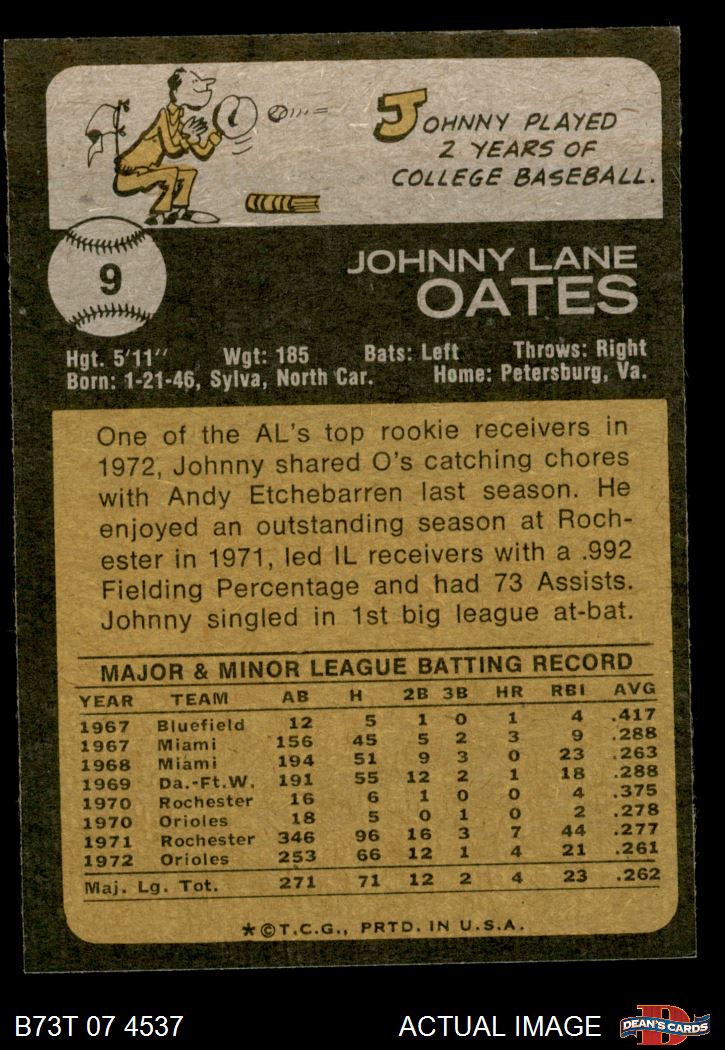 JOHNNY PLAYED
2 YEARS OF
COLLEGE BASEBALL.
9
JOHNNY LANE
OATES
Hgt. 5'11'' Wgt: 185 Bats: Left Throws: Right
Born: 1-21-46, Sylva, North Car. Home: Petersburg, Va.
One of the AL's top rookie receivers in
1972, Johnny shared O's catching chores
with Andy Etchebarren last season. He
enjoyed an outstanding season at Roch-
ester in 1971, led IL receivers with a .992
Fielding Percentage and had 73 Assists.
Johnny singled in 1st big league at-bat.
MAJOR & MINOR LEAGUE BATTING RECORD
YEAR TEAM AB H 2B 3B HR RBI AVG
1967 Bluefield 12 5 1 0 1 4 .417
1967 Miami 156 45 5 2 3 9 .288
1968 Miami 194 51 9 3 0 23 .263
1969 Da.-Ft.W. 191 55 12 2 1 18 .288
1970 Rochester 16 6 1 0 0 4 .375
1970 Orioles 18 5 0 1 0 2 .278
1971 Rochester 346 96 16 3 7 44 .277
1972 Orioles 253 66 12 1 4 21 .261
Maj. Lg. Tot. 271 71 12 2 4 23 .262
*©T.C.G., PRTD. IN U.S.A.
B73T 07 4537 ACTUAL IMAGE
D
DEAN'S CARDS